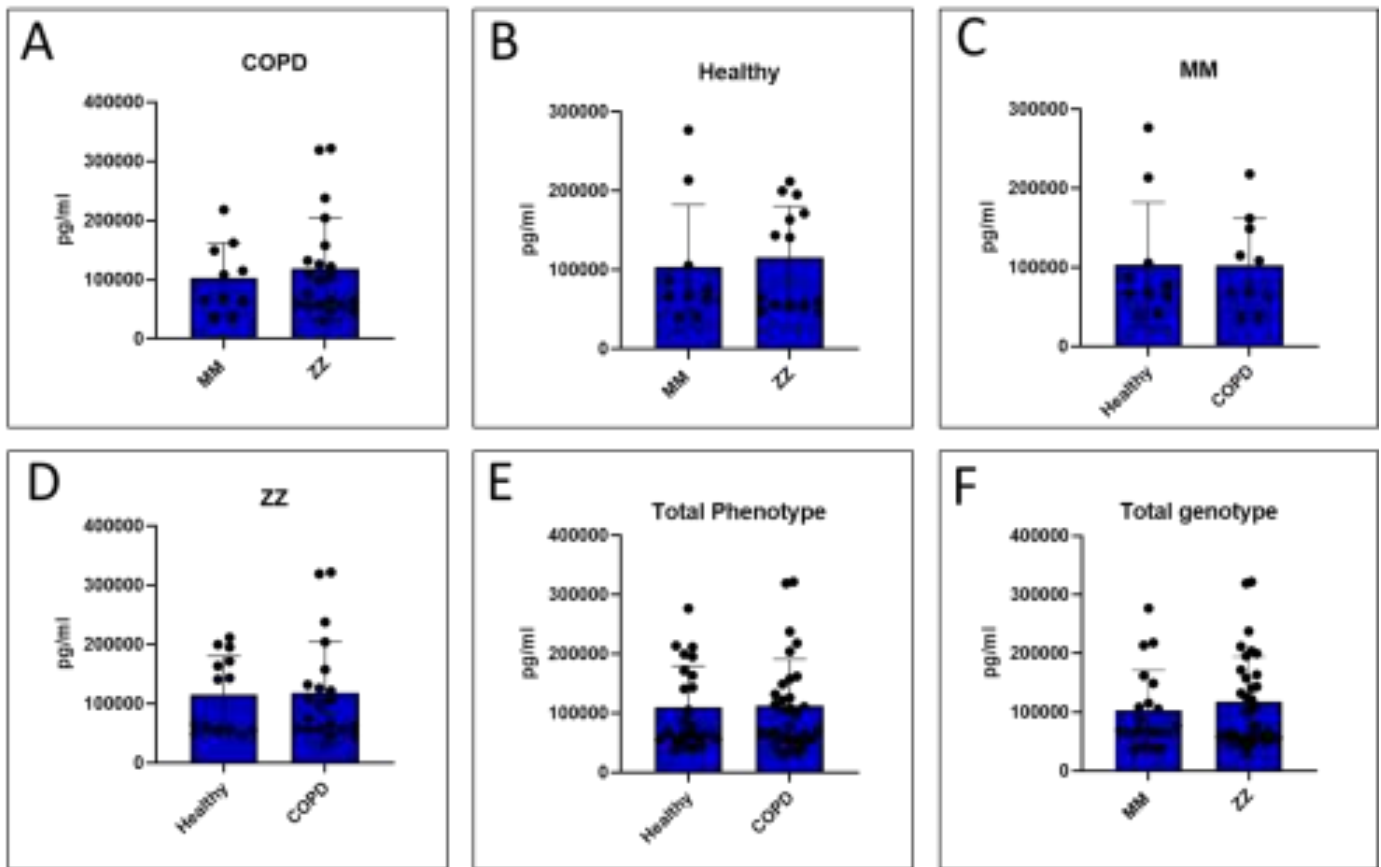 A
COPD
400000
300000
200000
100000
0
pg/ml
MM
ZZ
B
Healthy
300000
200000
100000
0
pg/ml
MM
ZZ
C
MM
300000
200000
100000
0
pg/ml
Healthy
COPD
D
ZZ
400000
300000
200000
100000
0
pg/ml
Healthy
COPD
E
Total Phenotype
400000
300000
200000
100000
0
pg/ml
Healthy
COPD
F
Total genotype
400000
300000
200000
100000
0
pg/ml
MM
ZZ